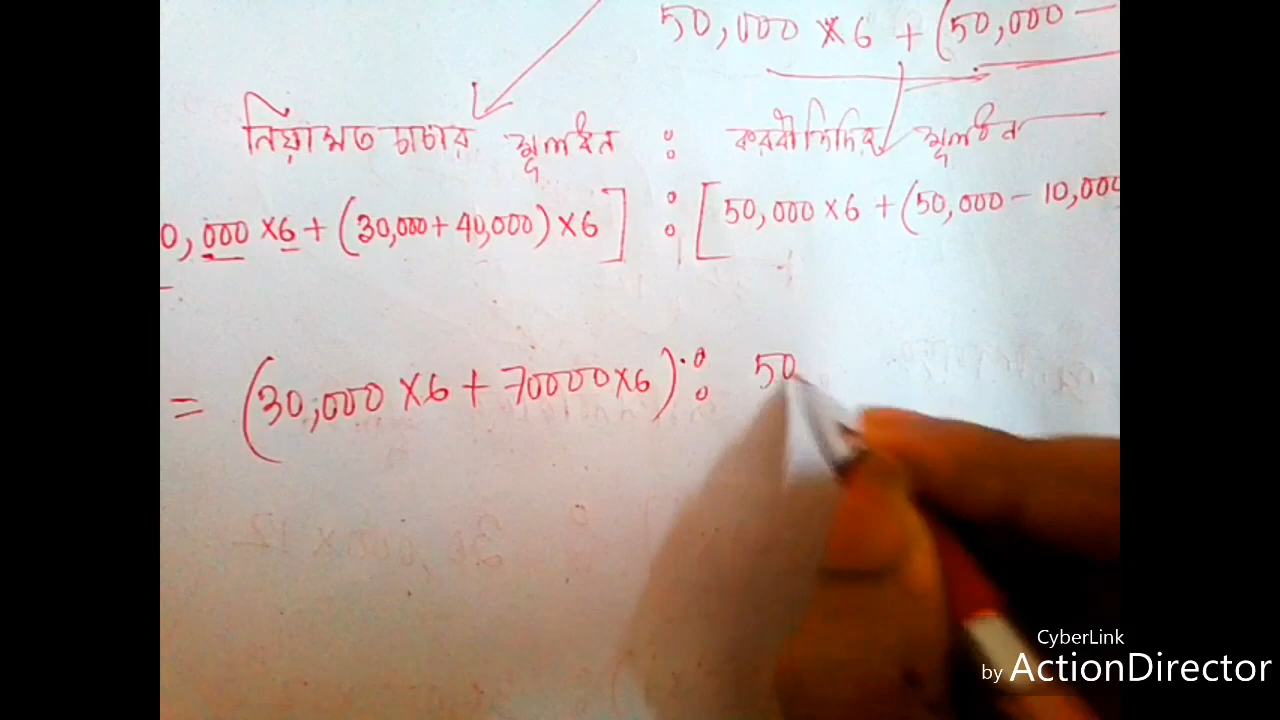 50,000 × 6 + (50,000 −
নিয়ামত চাচার মূলধন : করবী দিদির মূলধন
0,000 × 6 + (30,000 + 40,000) × 6 ] : [ 50,000 × 6 + (50,000 − 10,000
= (30,000 × 6 + 70000 × 6) : 50
CyberLink
by ActionDirector